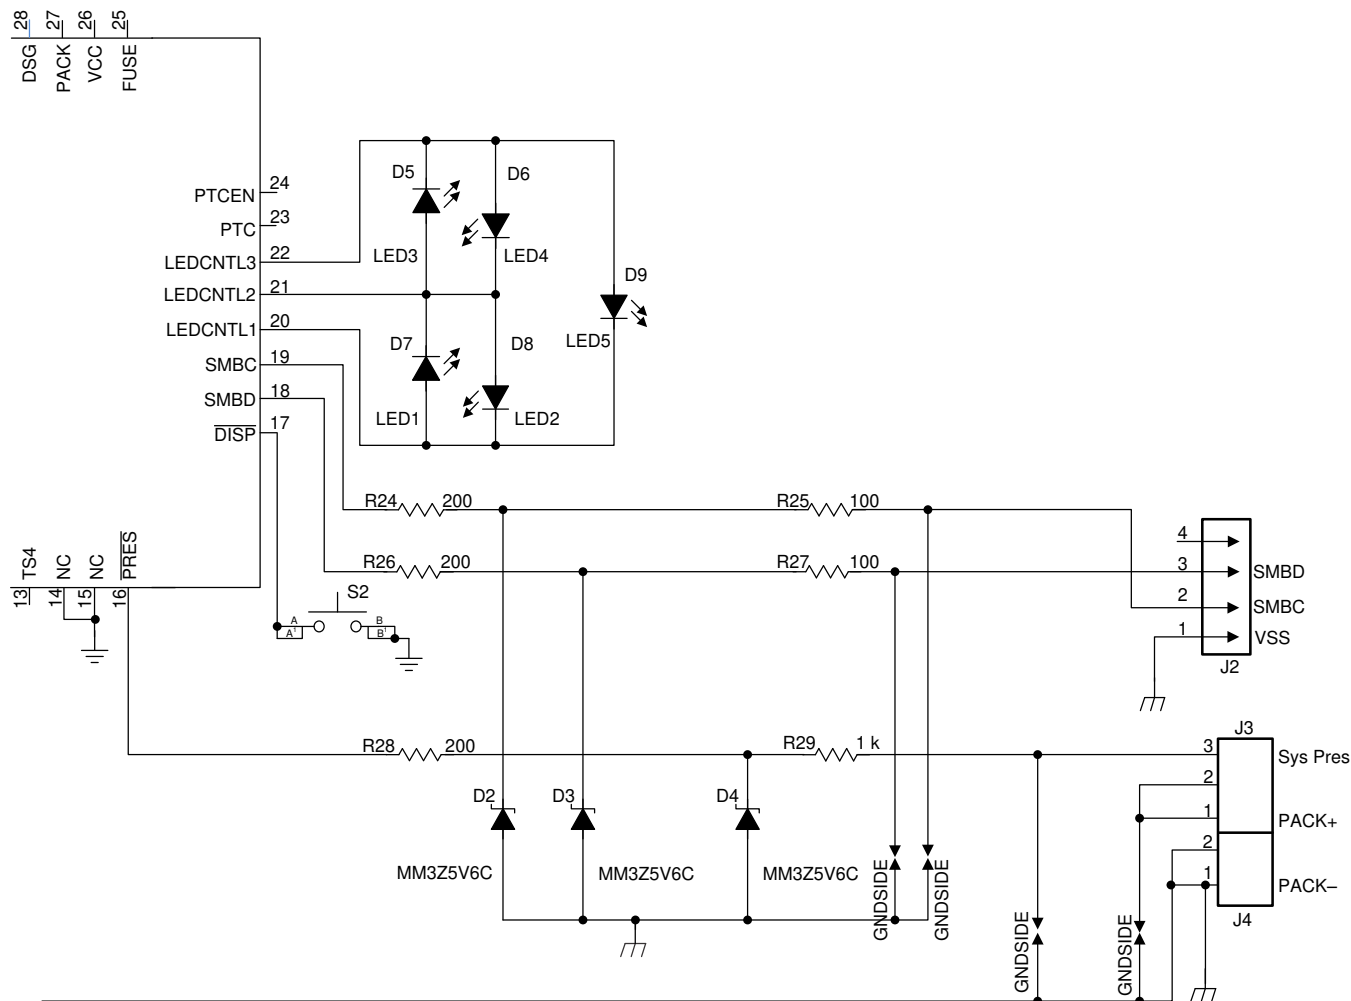 28
27
26
25
DSG
PACK
VCC
FUSE
PTCEN 24
PTC 23
LEDCNTL3 22
LEDCNTL2 21
LEDCNTL1 20
SMBC 19
SMBD 18
DISP 17
D5
D6
LED3
LED4
D9
LED5
D7
D8
LED1
LED2
R24 200
R25 100
R26 200
R27 100
TS4
NC
NC
PRES
13
14
15
16
S2
A
B
A'
B'
4
3 SMBD
2 SMBC
1 VSS
J2
R28 200
R29 1 k
J3
3 Sys Pres
2
1 PACK+
2
1 PACK–
J4
D2
D3
D4
MM3Z5V6C
MM3Z5V6C
MM3Z5V6C
GNDSIDE
GNDSIDE
GNDSIDE
GNDSIDE